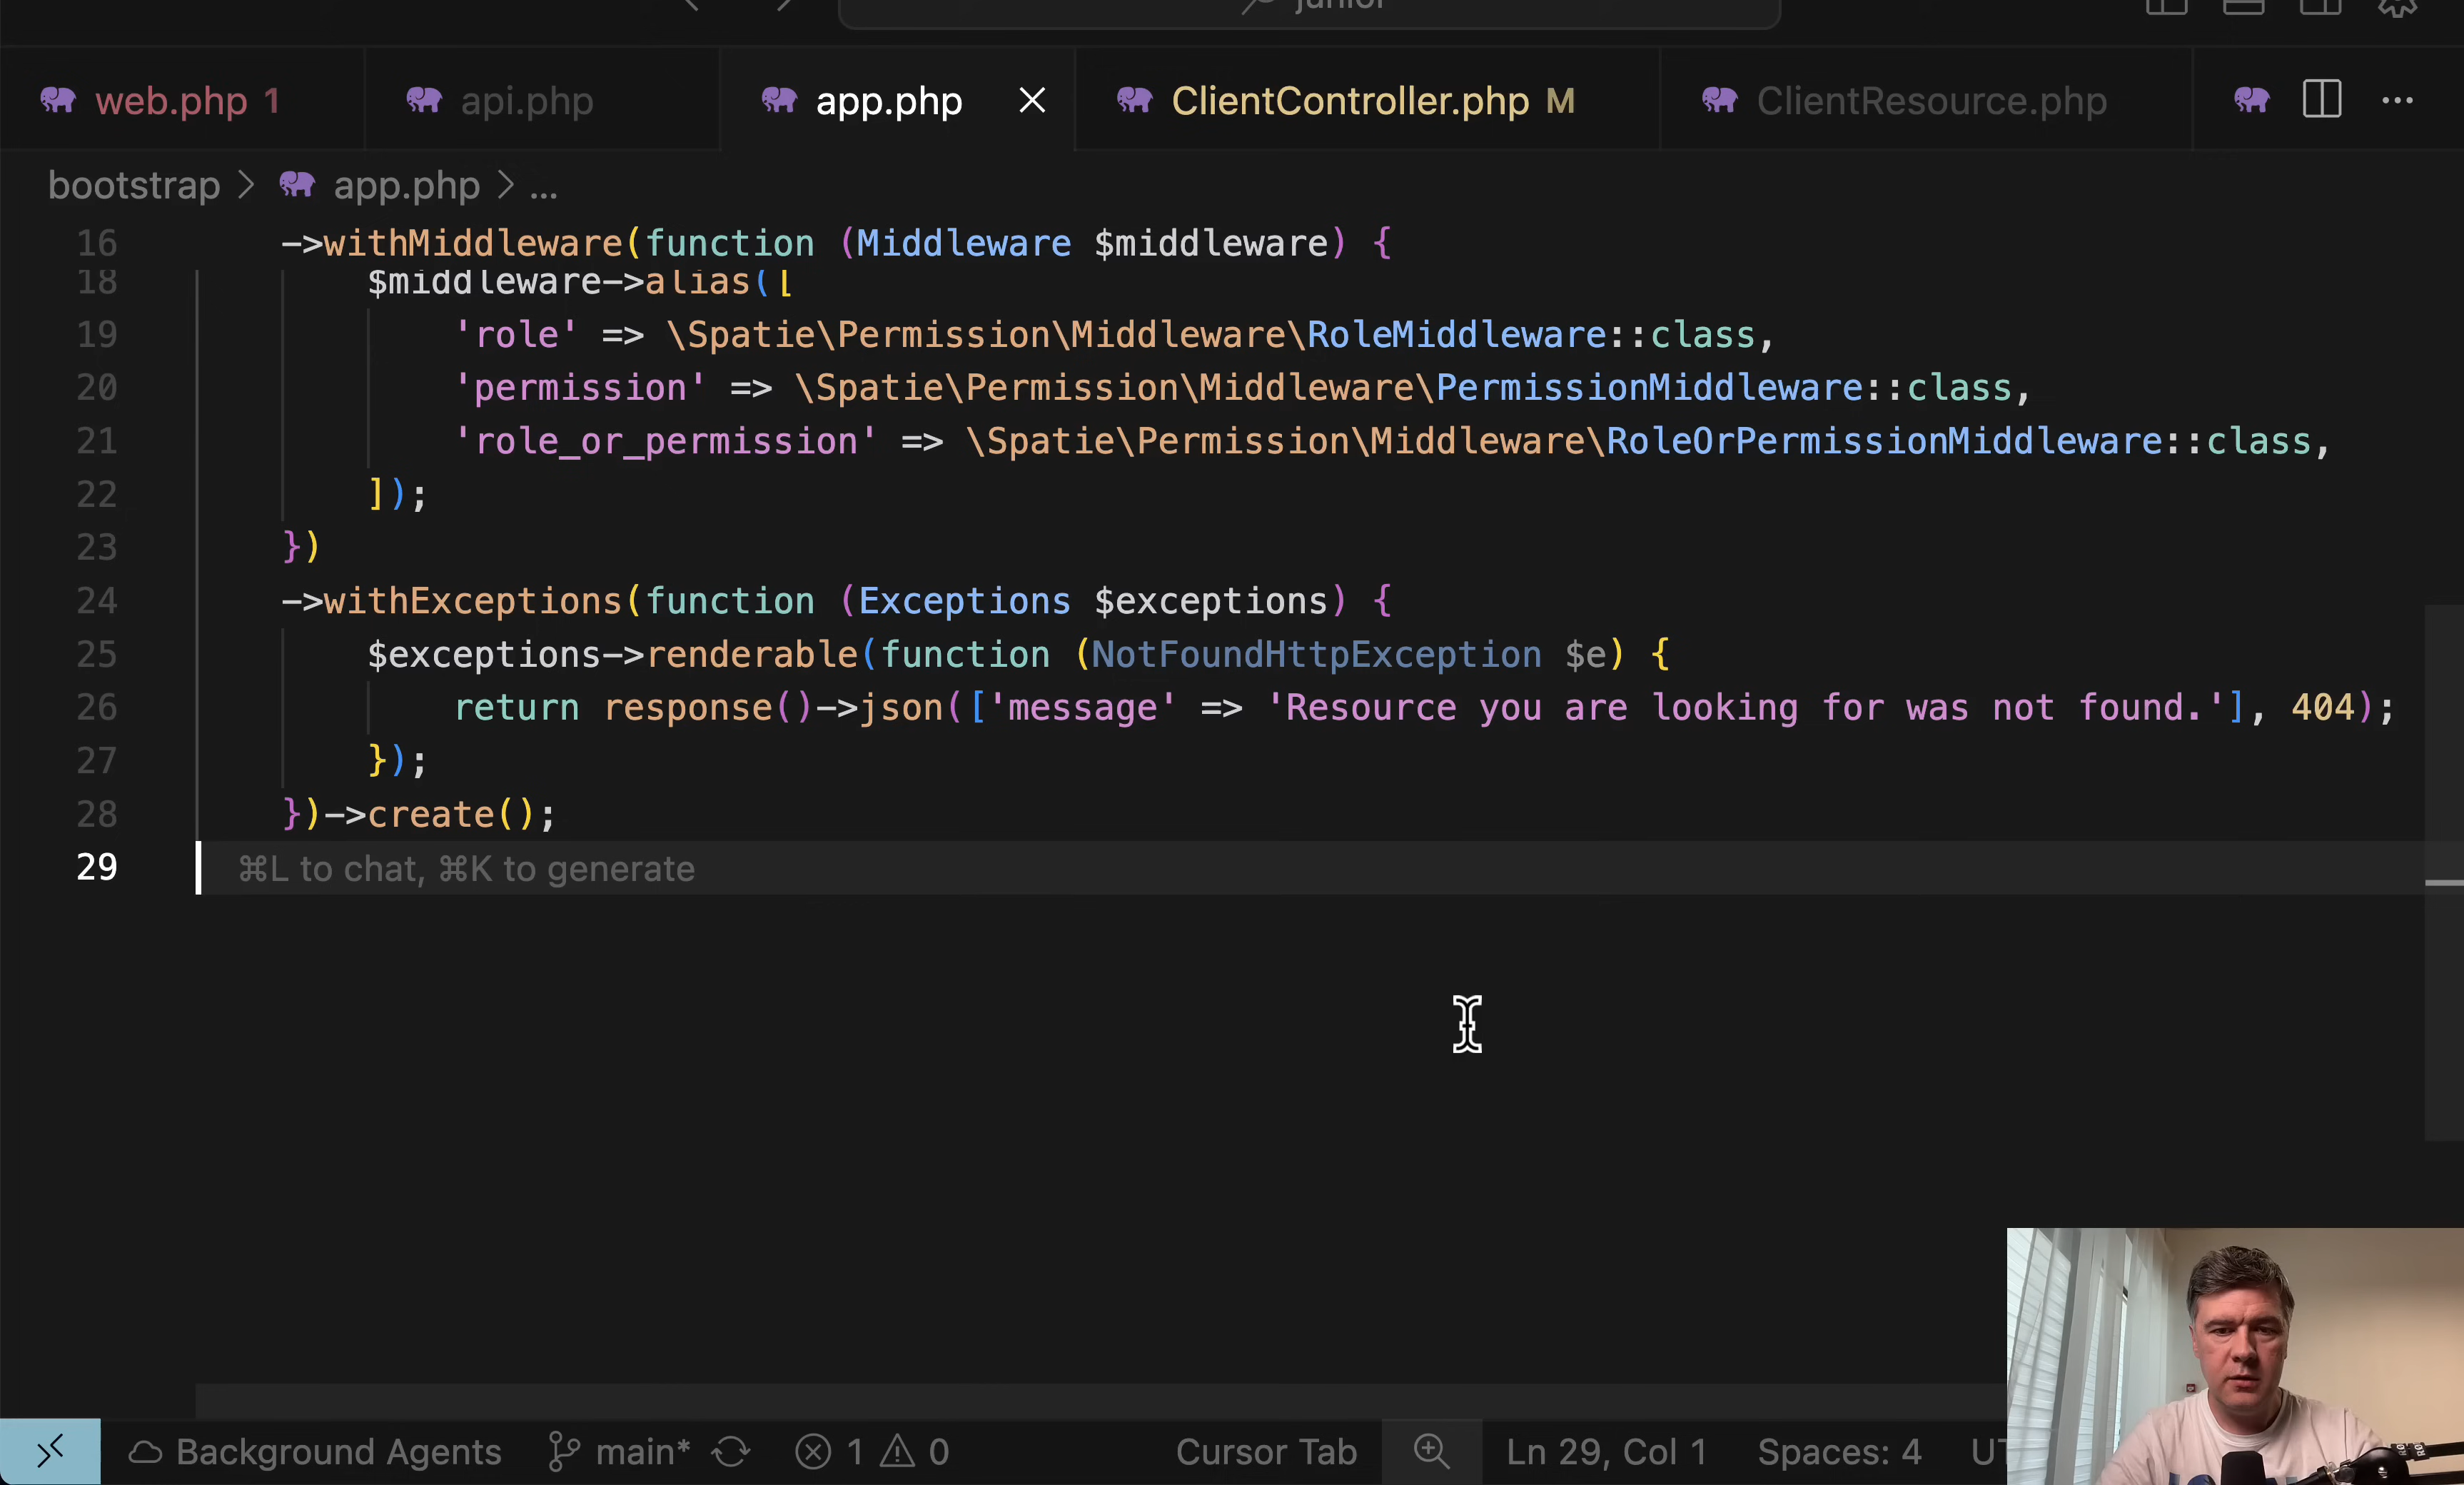 junior
web.php 1
api.php
app.php
ClientController.php M
ClientResource.php
bootstrap > app.php > ...
16 ->withMiddleware(function (Middleware $middleware) {
18 $middleware->alias([
19 'role' => \Spatie\Permission\Middleware\RoleMiddleware::class,
20 'permission' => \Spatie\Permission\Middleware\PermissionMiddleware::class,
21 'role_or_permission' => \Spatie\Permission\Middleware\RoleOrPermissionMiddleware::class,
22 ]);
23 })
24 ->withExceptions(function (Exceptions $exceptions) {
25 $exceptions->renderable(function (NotFoundHttpException $e) {
26 return response()->json(['message' => 'Resource you are looking for was not found.'], 404);
27 });
28 })->create();
29 ⌘L to chat, ⌘K to generate
Background Agents main* 1 0 Cursor Tab Ln 29, Col 1 Spaces: 4